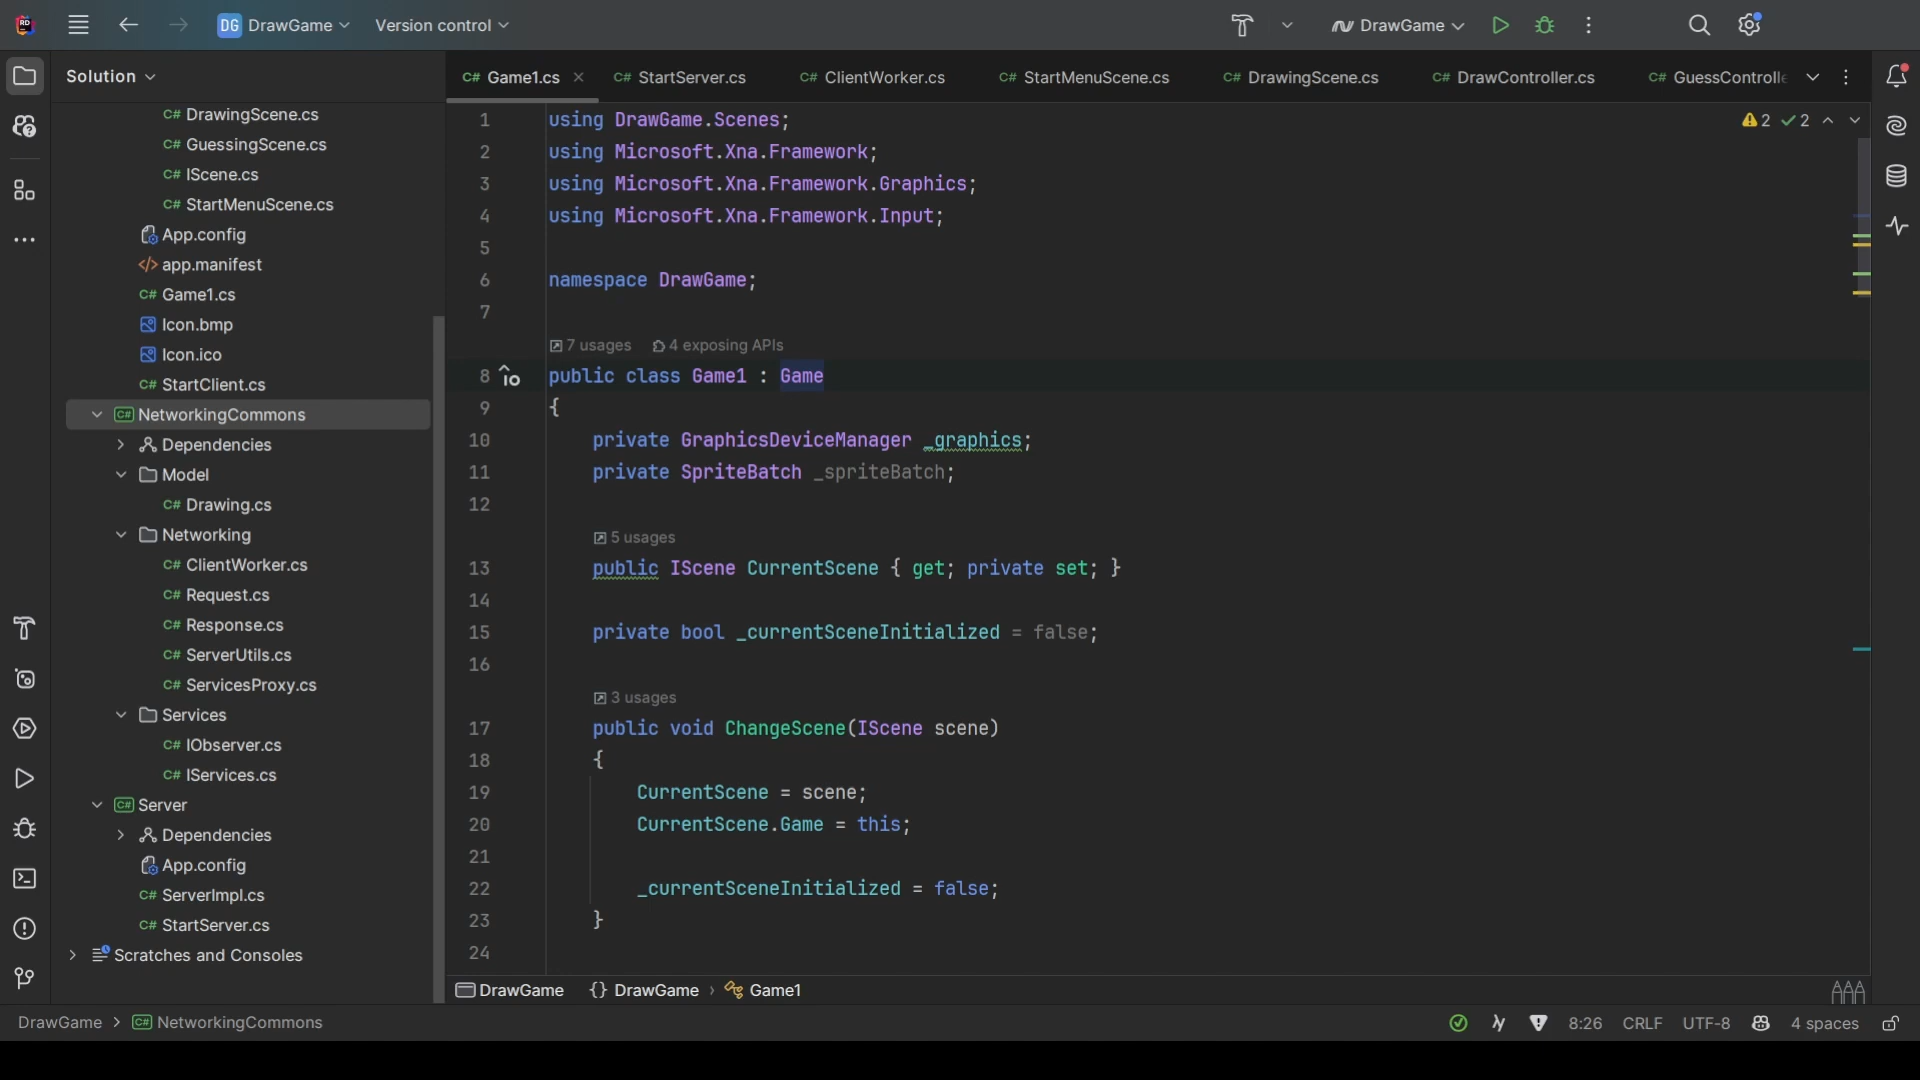 DG DrawGame Version control DrawGame
Solution
Game1.cs StartServer.cs ClientWorker.cs StartMenuScene.cs DrawingScene.cs DrawController.cs GuessControlle
C# DrawingScene.cs
C# GuessingScene.cs
C# IScene.cs
C# StartMenuScene.cs
App.config
app.manifest
C# Game1.cs
Icon.bmp
Icon.ico
C# StartClient.cs
C# NetworkingCommons
Dependencies
Model
C# Drawing.cs
Networking
C# ClientWorker.cs
C# Request.cs
C# Response.cs
C# ServerUtils.cs
C# ServicesProxy.cs
Services
C# IObserver.cs
C# IServices.cs
C# Server
Dependencies
App.config
C# ServerImpl.cs
C# StartServer.cs
Scratches and Consoles
2 2
1 using DrawGame.Scenes;
2 using Microsoft.Xna.Framework;
3 using Microsoft.Xna.Framework.Graphics;
4 using Microsoft.Xna.Framework.Input;
5
6 namespace DrawGame;
7
7 usages 4 exposing APIs
8 public class Game1 : Game
9 {
10 private GraphicsDeviceManager _graphics;
11 private SpriteBatch _spriteBatch;
12
5 usages
13 public IScene CurrentScene { get; private set; }
14
15 private bool _currentSceneInitialized = false;
16
3 usages
17 public void ChangeScene(IScene scene)
18 {
19 CurrentScene = scene;
20 CurrentScene.Game = this;
21
22 _currentSceneInitialized = false;
23 }
24
DrawGame {} DrawGame › Game1
DrawGame > C# NetworkingCommons 8:26 CRLF UTF-8 4 spaces